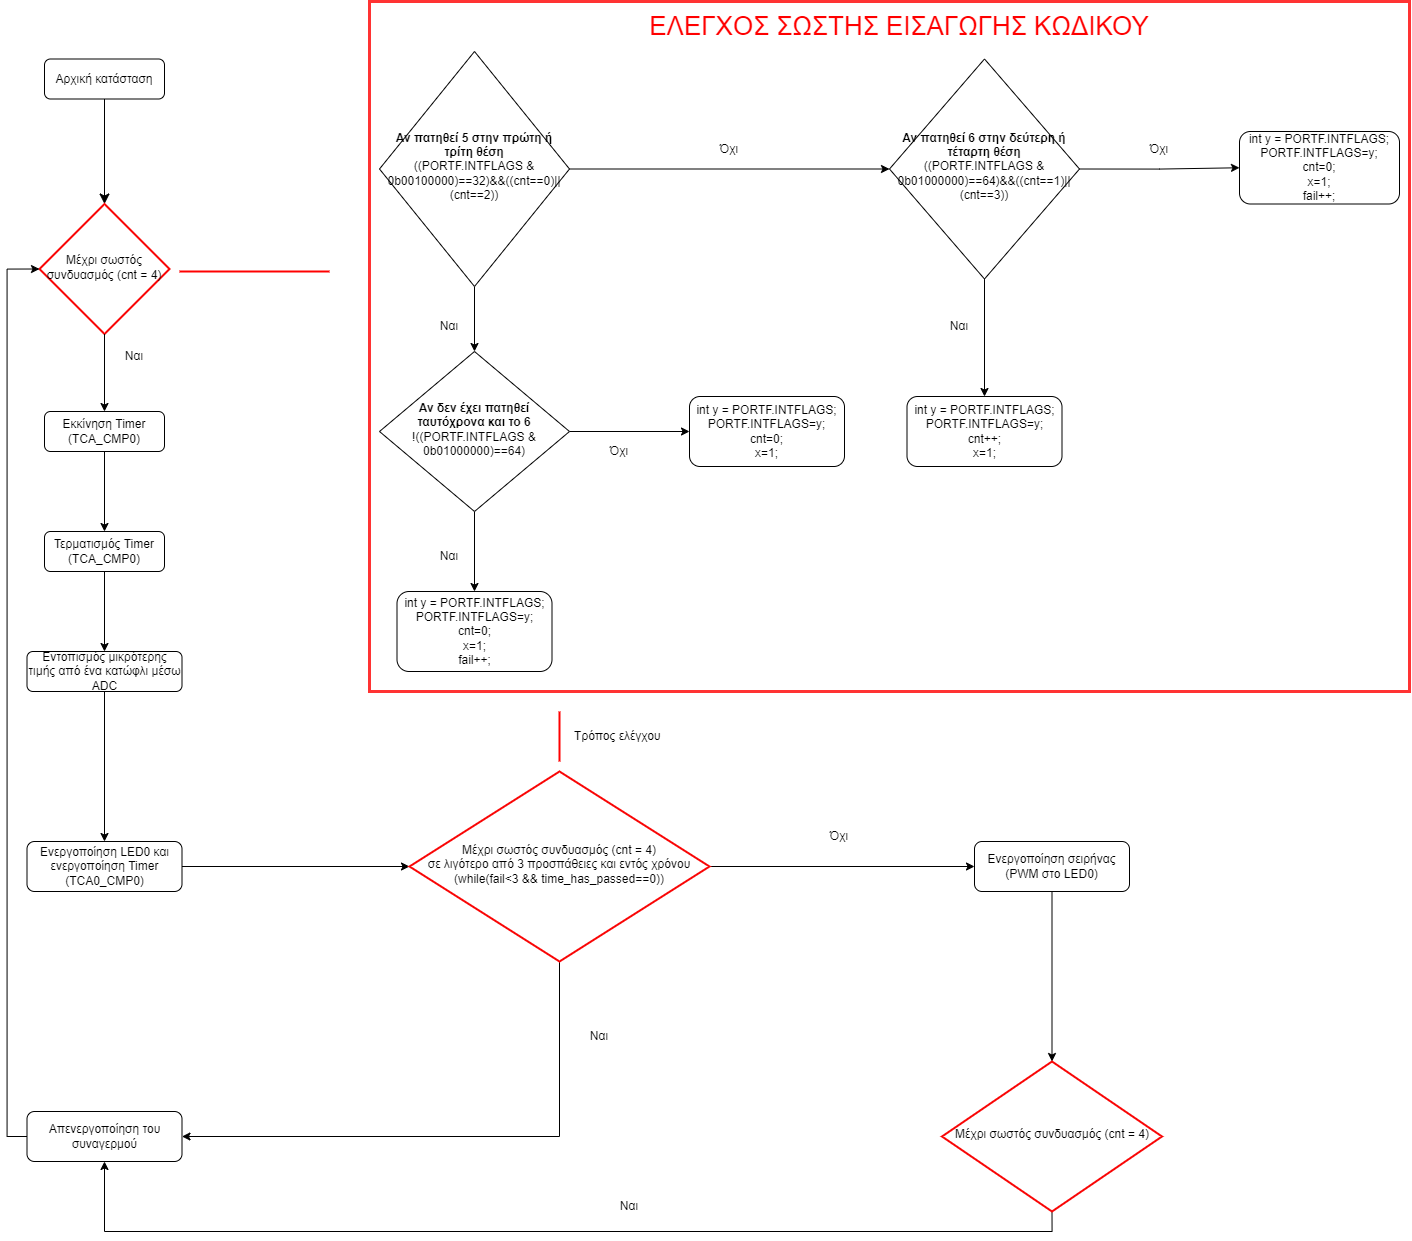 ΕΛΕΓΧΟΣ ΣΩΣΤΗΣ ΕΙΣΑΓΩΓΗΣ ΚΩΔΙΚΟΥ
Αρχική κατάσταση
Μέχρι σωστός
συνδυασμός (cnt = 4)
Ναι
Εκκίνηση Timer
(TCA_CMP0)
Τερματισμός Timer
(TCA_CMP0)
Εντοπισμός μικρότερης
τιμής από ένα κατώφλι μέσω
ADC
Ενεργοποίηση LED0 και
ενεργοποίηση Timer
(TCA0_CMP0)
Αν πατηθεί 5 στην πρώτη ή
τρίτη θέση
((PORTF.INTFLAGS &
0b00100000)==32)&&((cnt==0)||
(cnt==2))
Όχι
Αν πατηθεί 6 στην δεύτερη ή
τέταρτη θέση
((PORTF.INTFLAGS &
0b01000000)==64)&&((cnt==1)||
(cnt==3))
Όχι
int y = PORTF.INTFLAGS;
PORTF.INTFLAGS=y;
cnt=0;
x=1;
fail++;
Ναι
Ναι
Αν δεν έχει πατηθεί
ταυτόχρονα και το 6
!((PORTF.INTFLAGS &
0b01000000)==64)
Όχι
int y = PORTF.INTFLAGS;
PORTF.INTFLAGS=y;
cnt=0;
x=1;
int y = PORTF.INTFLAGS;
PORTF.INTFLAGS=y;
cnt++;
x=1;
Ναι
int y = PORTF.INTFLAGS;
PORTF.INTFLAGS=y;
cnt=0;
x=1;
fail++;
Τρόπος ελέγχου
Μέχρι σωστός συνδυασμός (cnt = 4)
σε λιγότερο από 3 προσπάθειες και εντός χρόνου
(while(fail<3 && time_has_passed==0))
Όχι
Ενεργοποίηση σειρήνας
(PWM στο LED0)
Ναι
Απενεργοποίηση του
συναγερμού
Μέχρι σωστός συνδυασμός (cnt = 4)
Ναι